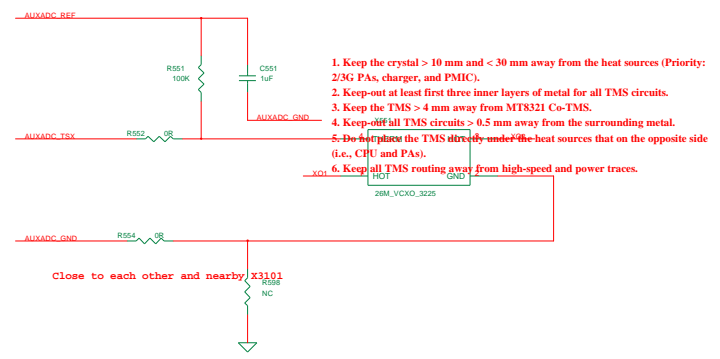 AUXADC_REF
R551
100K
C551
1uF
1. Keep the crystal > 10 mm and < 30 mm away from the heat sources (Priority:
2/3G PAs, charger, and PMIC).
2. Keep-out at least first three inner layers of metal for all TMS circuits.
3. Keep the TMS > 4 mm away from MT8321 Co-TMS.
AUXADC_GND
4. Keep-out all TMS circuits > 0.5 mm away from the surrounding metal.
AUXADC_TSX
R552
0R
5. Do not place the TMS directly under the heat sources that on the opposite side
(i.e., CPU and PAs).
XO1
HOT
GND
2
6. Keep all TMS routing away from high-speed and power traces.
26M_VCXO_3225
AUXADC_GND
R554
0R
Close to each other and nearby X3101
R598
NC